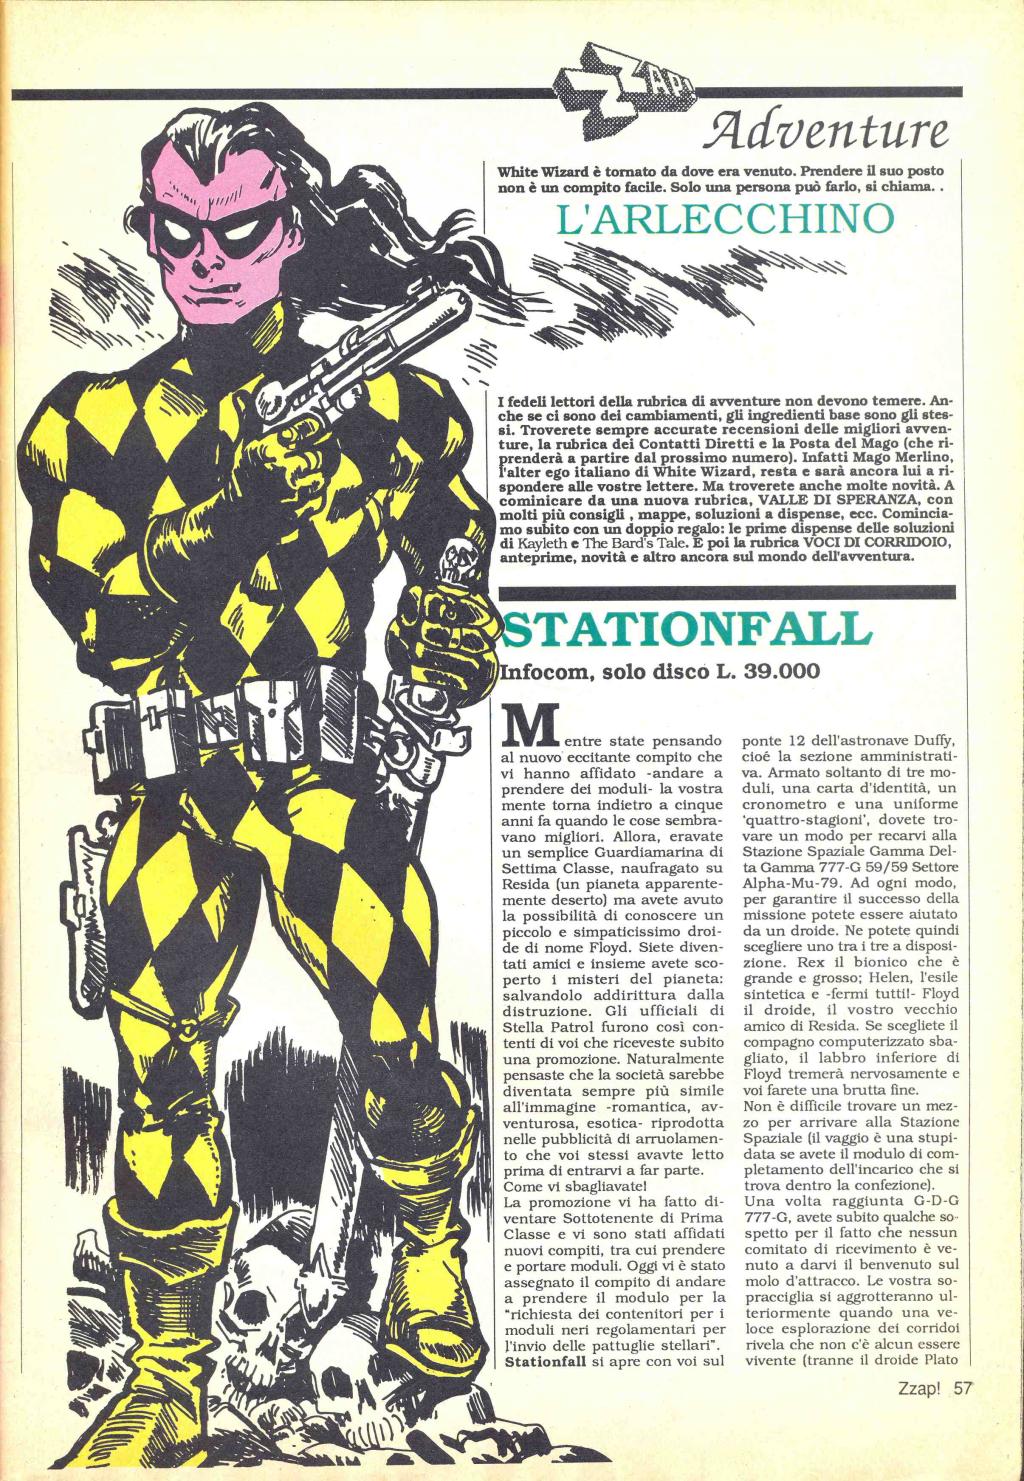 ZZAP!
Adventure
White Wizard è tornato da dove era venuto. Prendere il suo posto
non è un compito facile. Solo una persona può farlo, si chiama. .
L'ARLECCHINO
I fedeli lettori della rubrica di avventure non devono temere. An-
che se ci sono dei cambiamenti, gli ingredienti base sono gli stes-
si. Troverete sempre accurate recensioni delle migliori avven-
ture, la rubrica dei Contatti Diretti e la Posta del Mago (che ri-
prenderà a partire dal prossimo numero). Infatti Mago Merlino,
l'alter ego italiano di White Wizard, resta e sarà ancora lui a ri-
spondere alle vostre lettere. Ma troverete anche molte novità. A
cominicare da una nuova rubrica, VALLE DI SPERANZA, con
molti più consigli , mappe, soluzioni a dispense, ecc. Comincia-
mo subito con un doppio regalo: le prime dispense delle soluzioni
di Kayleth e The Bard's Tale. E poi la rubrica VOCI DI CORRIDOIO,
anteprime, novità e altro ancora sul mondo dell'avventura.
STATIONFALL
Infocom, solo disco L. 39.000
Mentre state pensando
al nuovo eccitante compito che
vi hanno affidato -andare a
prendere dei moduli- la vostra
mente torna indietro a cinque
anni fa quando le cose sembra-
vano migliori. Allora, eravate
un semplice Guardiamarina di
Settima Classe, naufragato su
Resida (un pianeta apparente-
mente deserto) ma avete avuto
la possibilità di conoscere un
piccolo e simpaticissimo droi-
de di nome Floyd. Siete diven-
tati amici e insieme avete sco-
perto i misteri del pianeta:
salvandolo addirittura dalla
distruzione. Gli ufficiali di
Stella Patrol furono così con-
tenti di voi che riceveste subito
una promozione. Naturalmente
pensaste che la società sarebbe
diventata sempre più simile
all'immagine -romantica, av-
venturosa, esotica- riprodotta
nelle pubblicità di arruolamen-
to che voi stessi avavte letto
prima di entrarvi a far parte.
Come vi sbagliavate!
La promozione vi ha fatto di-
ventare Sottotenente di Prima
Classe e vi sono stati affidati
nuovi compiti, tra cui prendere
e portare moduli. Oggi vi è stato
assegnato il compito di andare
a prendere il modulo per la
"richiesta dei contenitori per i
moduli neri regolamentari per
l'invio delle pattuglie stellari".
Stationfall si apre con voi sul
ponte 12 dell'astronave Duffy,
cioé la sezione amministrati-
va. Armato soltanto di tre mo-
duli, una carta d'identità, un
cronometro e una uniforme
'quattro-stagioni', dovete tro-
vare un modo per recarvi alla
Stazione Spaziale Gamma Del-
ta Gamma 777-G 59/59 Settore
Alpha-Mu-79. Ad ogni modo,
per garantire il successo della
missione potete essere aiutato
da un droide. Ne potete quindi
scegliere uno tra i tre a disposi-
zione. Rex il bionico che è
grande e grosso; Helen, l'esile
sintetica e -fermi tutti!- Floyd
il droide, il vostro vecchio
amico di Resida. Se scegliete il
compagno computerizzato sba-
gliato, il labbro inferiore di
Floyd tremerà nervosamente e
voi farete una brutta fine.
Non è difficile trovare un mez-
zo per arrivare alla Stazione
Spaziale (il vaggio è una stupi-
data se avete il modulo di com-
pletamento dell'incarico che si
trova dentro la confezione).
Una volta raggiunta G-D-G
777-G, avete subito qualche so-
spetto per il fatto che nessun
comitato di ricevimento è ve-
nuto a darvi il benvenuto sul
molo d'attracco. Le vostra so-
pracciglia si aggrotteranno ul-
teriormente quando una ve-
loce esplorazione dei corridoi
rivela che non c'è alcun essere
vivente (tranne il droide Plato
Zzap! 57